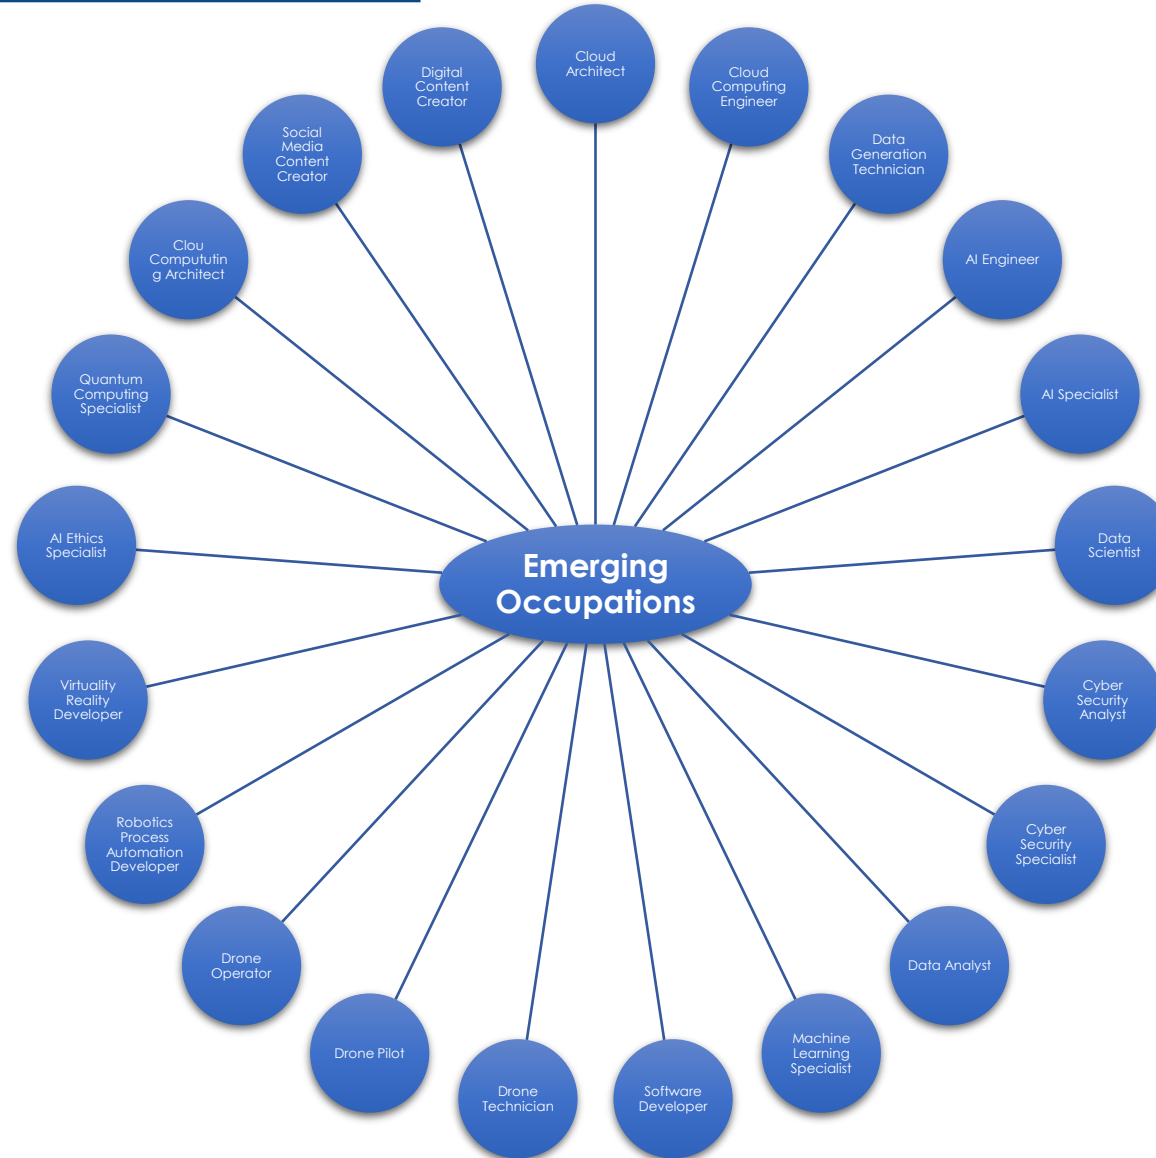 Cloud
Architect
Cloud
Computing
Engineer
Data
Generation
Technician
AI Engineer
AI Specialist
Data
Scientist
Cyber
Security
Analyst
Cyber
Security
Specialist
Data Analyst
Machine
Learning
Specialist
Software
Developer
Drone
Technician
Drone Pilot
Drone
Operator
Robotics
Process
Automation
Developer
Virtuality
Reality
Developer
AI Ethics
Specialist
Quantum
Computing
Specialist
Clou
Compututin
g Architect
Social
Media
Content
Creator
Digital
Content
Creator
Emerging
Occupations